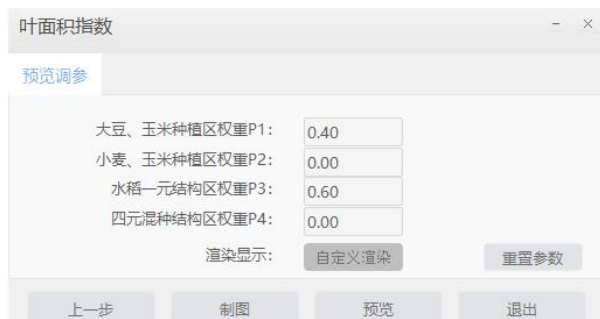 叶面积指数
预览调参
大豆、玉米种植区权重P1: 0.40
小麦、玉米种植区权重P2: 0.00
水稻一元结构区权重P3: 0.60
四元混种结构区权重P4: 0.00
渲染显示: 自定义渲染 重置参数
上一步 制图 预览 退出